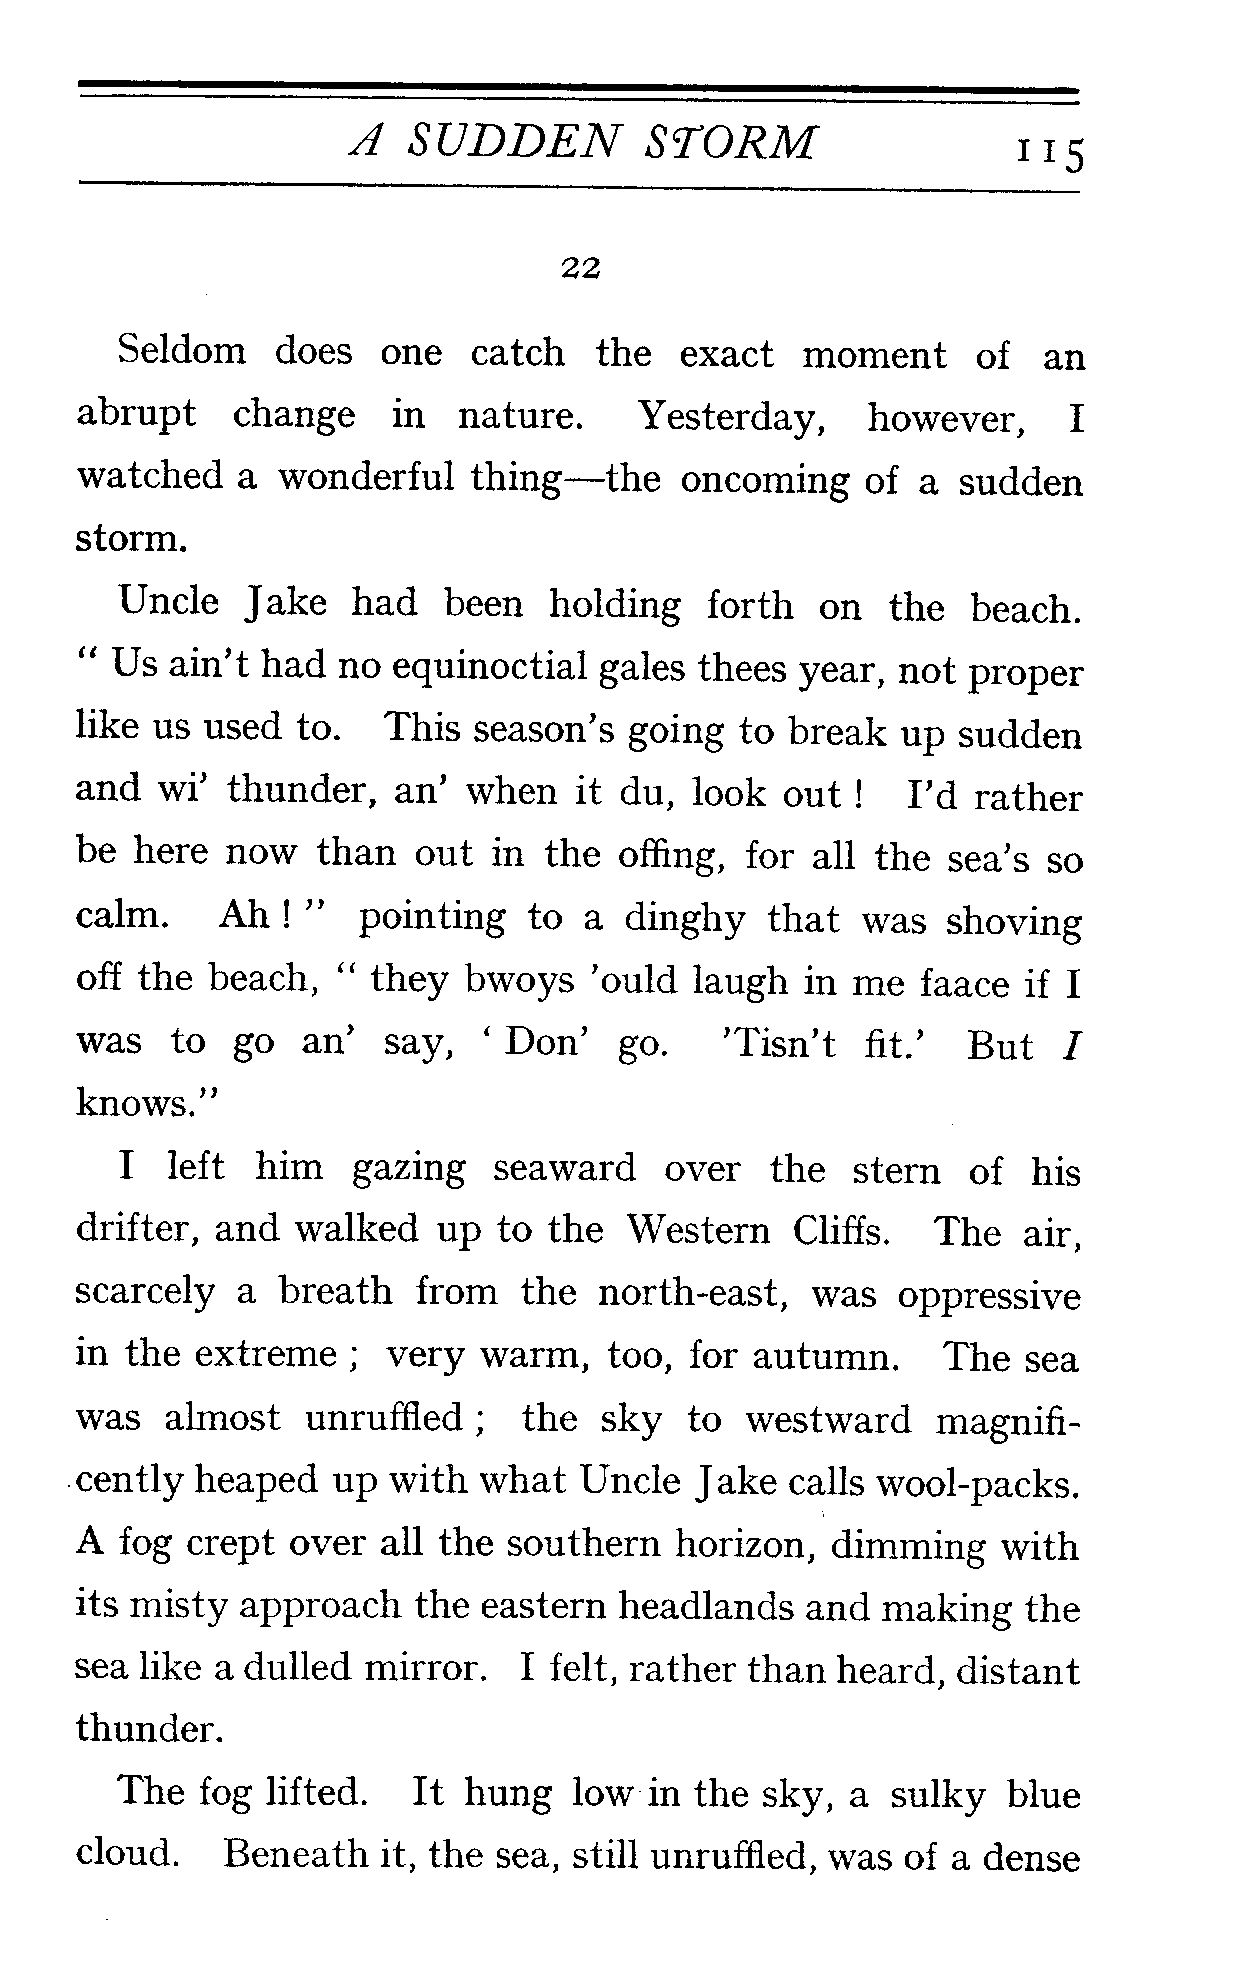 A SUDDEN STORM 115
22
Seldom does one catch the exact moment of an
abrupt change in nature. Yesterday, however, I
watched a wonderful thing—the oncoming of a sudden
storm.
Uncle Jake had been holding forth on the beach.
“ Us ain’t had no equinoctial gales thees year, not proper
like us used to. This season’s going to break up sudden
and wi’ thunder, an’ when it du, look out ! I’d rather
be here now than out in the offing, for all the sea’s so
calm. Ah ! ” pointing to a dinghy that was shoving
off the beach, “ they bwoys ’ould laugh in me faace if I
was to go an’ say, ‘ Don’ go. ’Tisn’t fit.’ But I
knows.”
I left him gazing seaward over the stern of his
drifter, and walked up to the Western Cliffs. The air,
scarcely a breath from the north-east, was oppressive
in the extreme ; very warm, too, for autumn. The sea
was almost unruffled ; the sky to westward magnifi-
cently heaped up with what Uncle Jake calls wool-packs.
A fog crept over all the southern horizon, dimming with
its misty approach the eastern headlands and making the
sea like a dulled mirror. I felt, rather than heard, distant
thunder.
The fog lifted. It hung low in the sky, a sulky blue
cloud. Beneath it, the sea, still unruffled, was of a dense